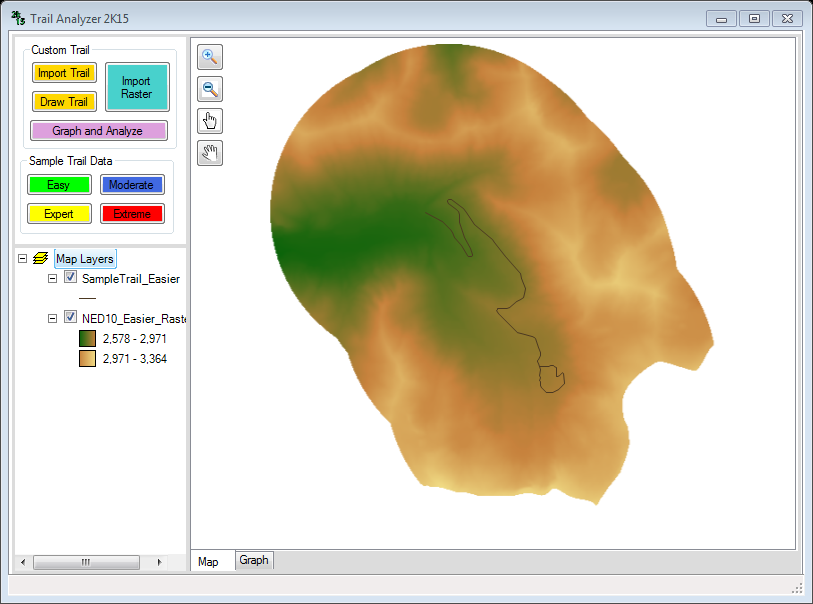 Trail Analyzer 2K15
Custom Trail
Import Trail
Import
Raster
Draw Trail
Graph and Analyze
Sample Trail Data
Easy
Moderate
Expert
Extreme
Map Layers
SampleTrail_Easier
NED10_Easier_Raste
2,578 - 2,971
2,971 - 3,364
Map
Graph